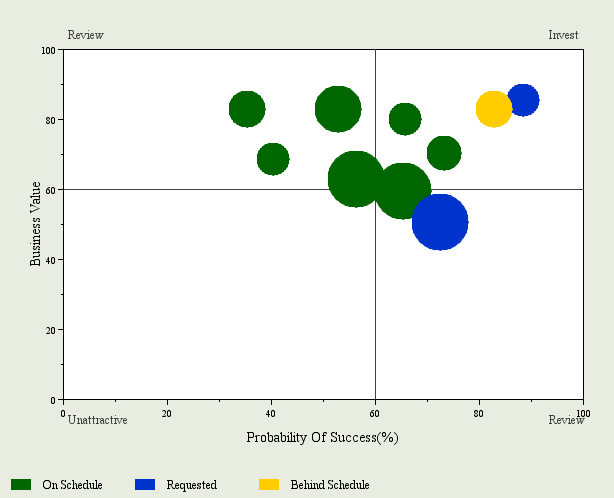 Review Invest
100
80
60
40
20
0
Business Value
0 20 40 60 80 100
Unattractive Review
Probability Of Success(%)
On Schedule Requested Behind Schedule